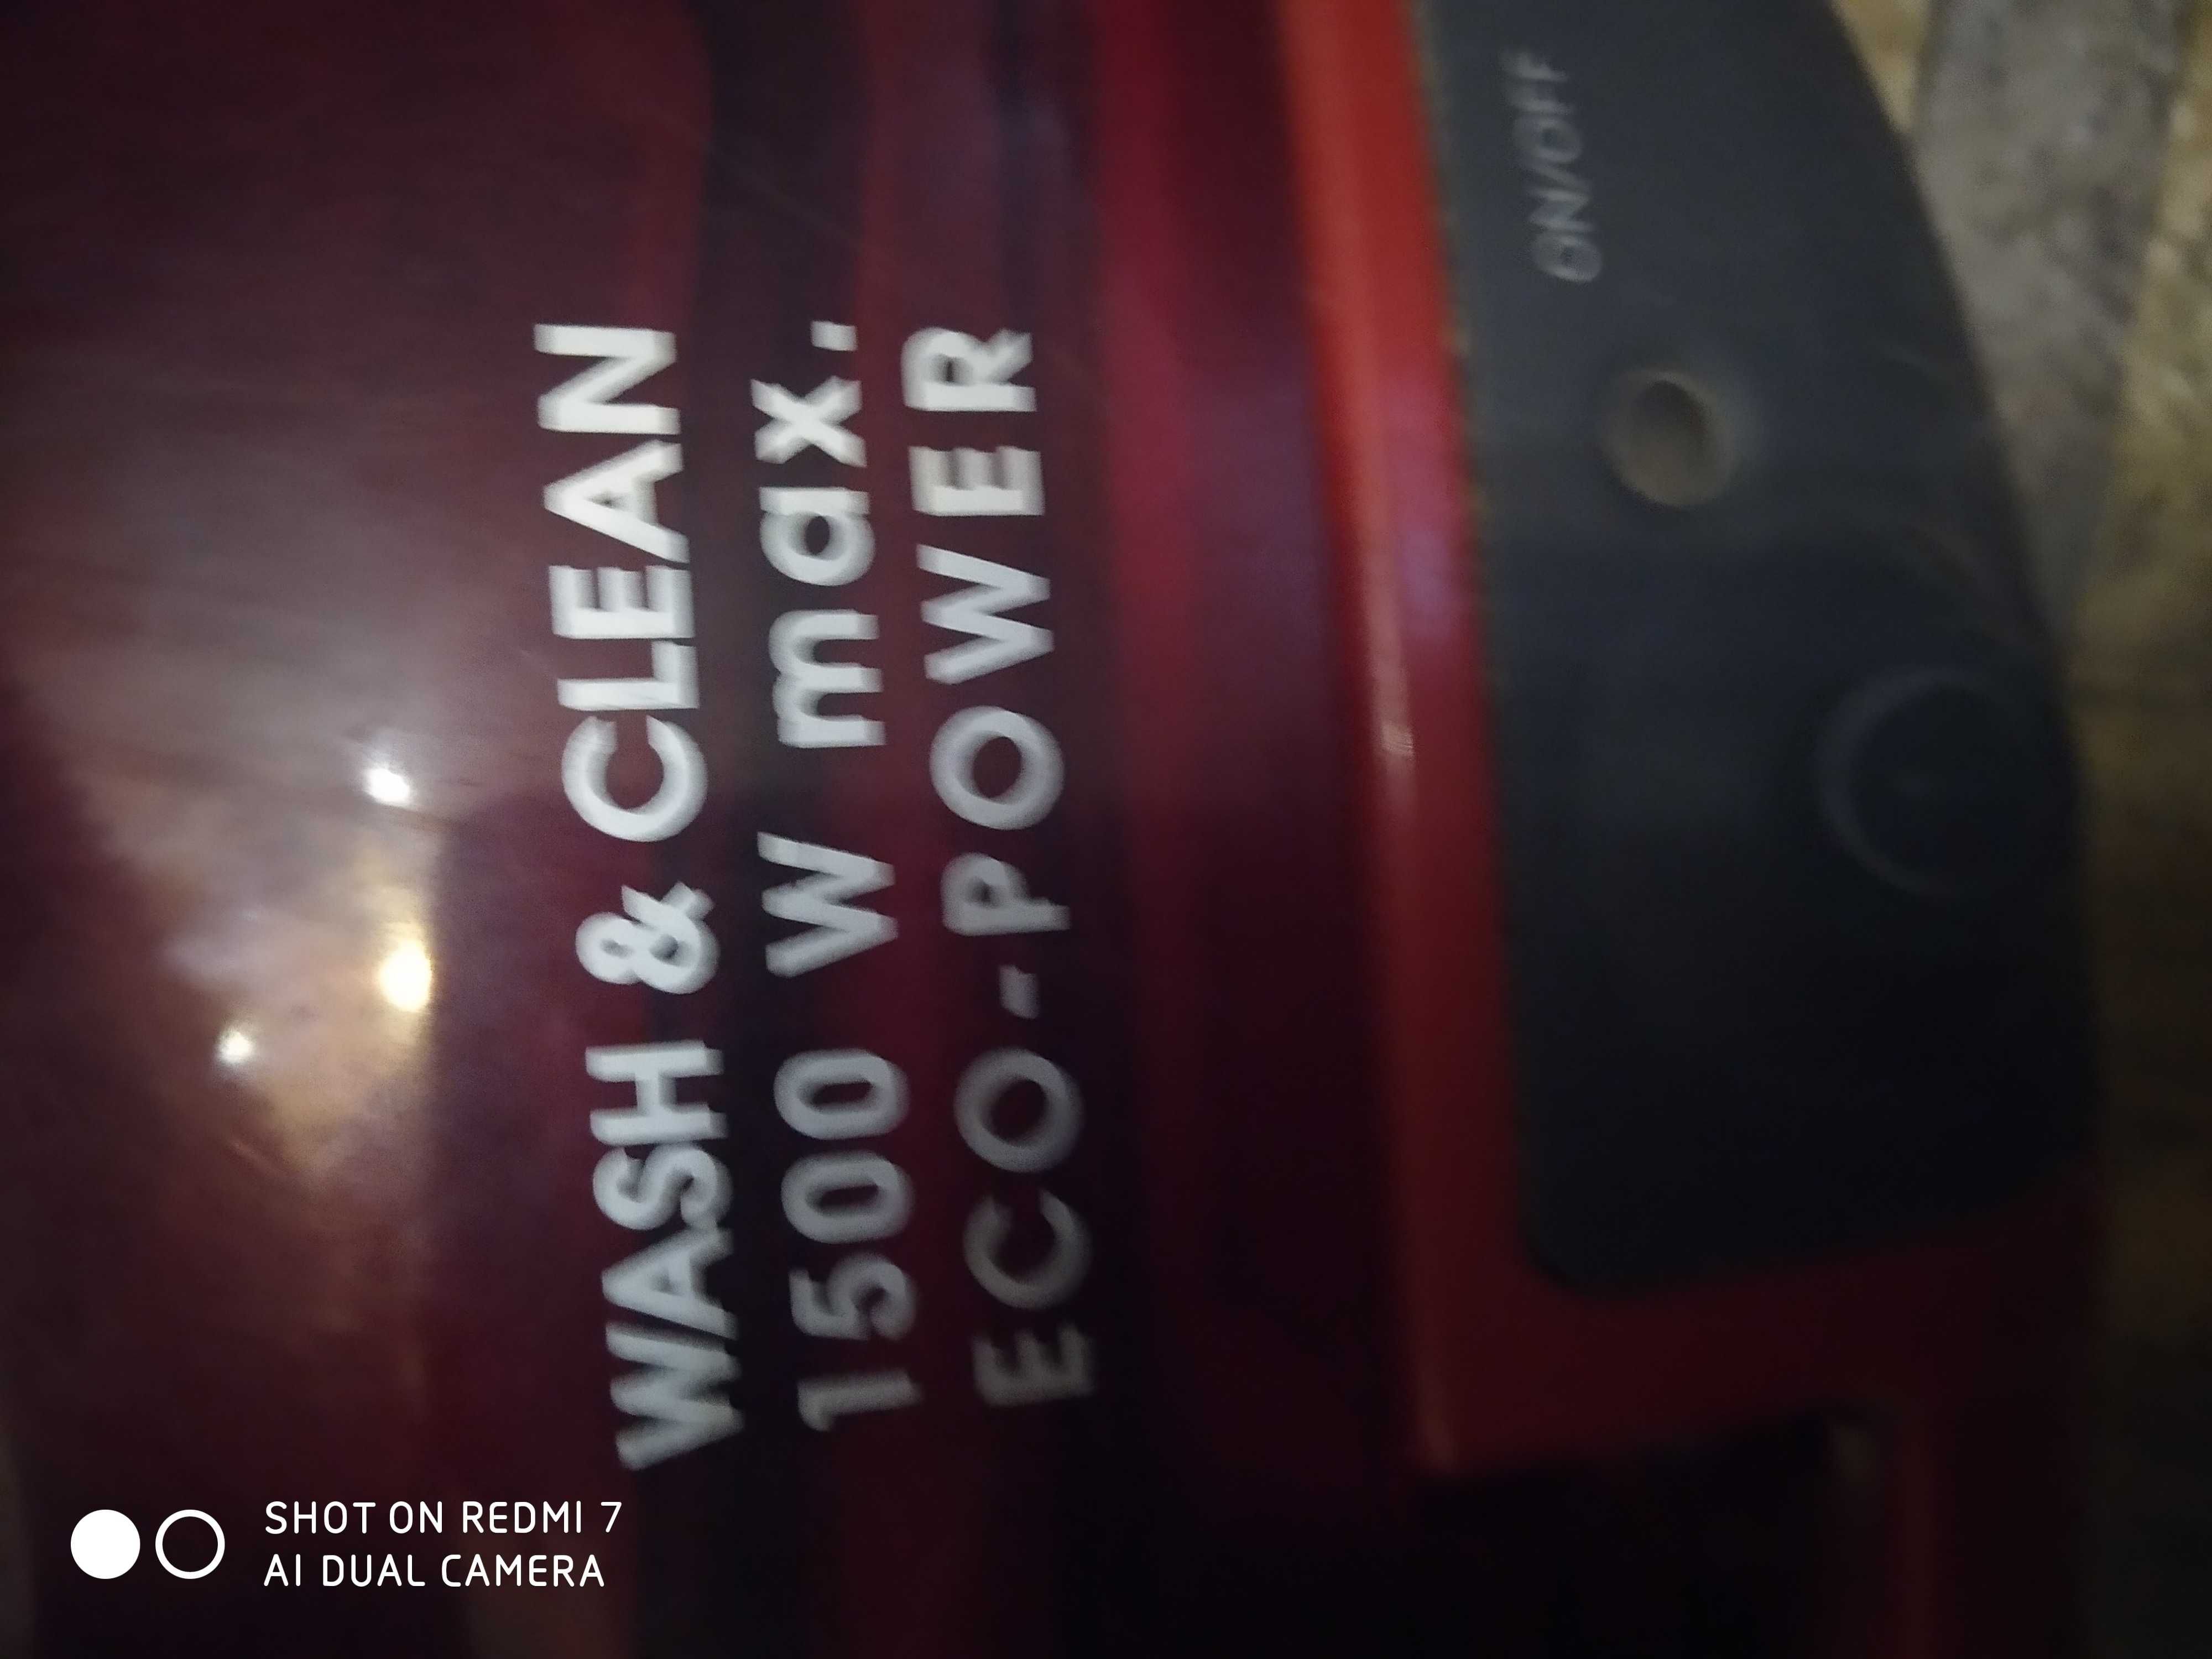 WASH & CLEAN
1500 W max.
ECO-POWER
ON/OFF
SHOT ON REDMI 7
AI DUAL CAMERA